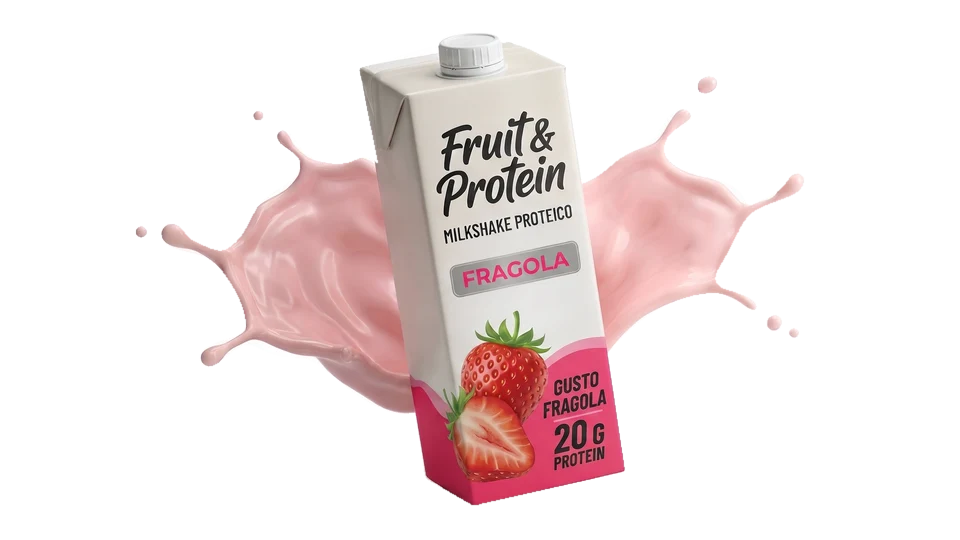 Fruit &
Protein
MILKSHAKE PROTEICO
FRAGOLA
GUSTO
FRAGOLA
20 G
PROTEIN